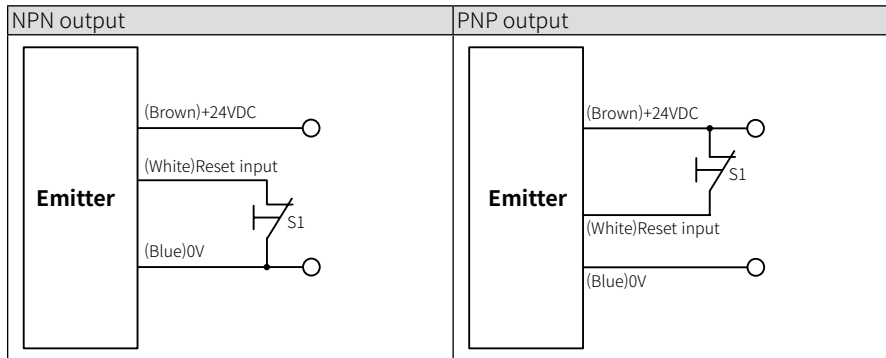 NPN output
(Brown)+24VDC
(White)Reset input
Emitter
S1
(Blue)0V
PNP output
(Brown)+24VDC
S1
Emitter
(White)Reset input
(Blue)0V